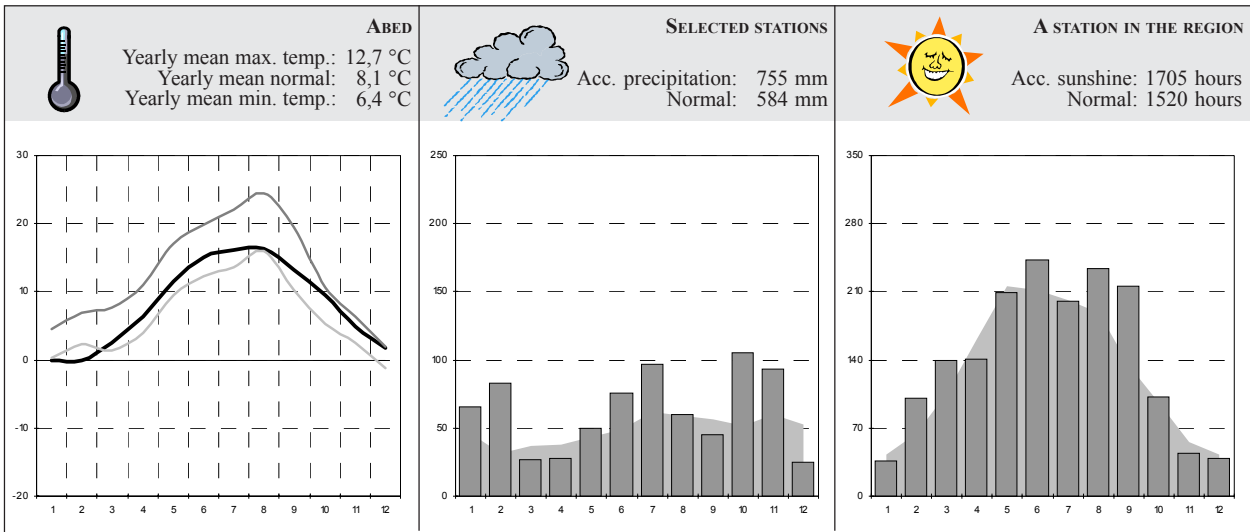 ABED
Yearly mean max. temp.: 12,7 °C
Yearly mean normal: 8,1 °C
Yearly mean min. temp.: 6,4 °C
30
20
10
0
-10
-20
1 2 3 4 5 6 7 8 9 10 11 12
SELECTED STATIONS
Acc. precipitation: 755 mm
Normal: 584 mm
250
200
150
100
50
0
1 2 3 4 5 6 7 8 9 10 11 12
A STATION IN THE REGION
Acc. sunshine: 1705 hours
Normal: 1520 hours
350
280
210
140
70
0
1 2 3 4 5 6 7 8 9 10 11 12